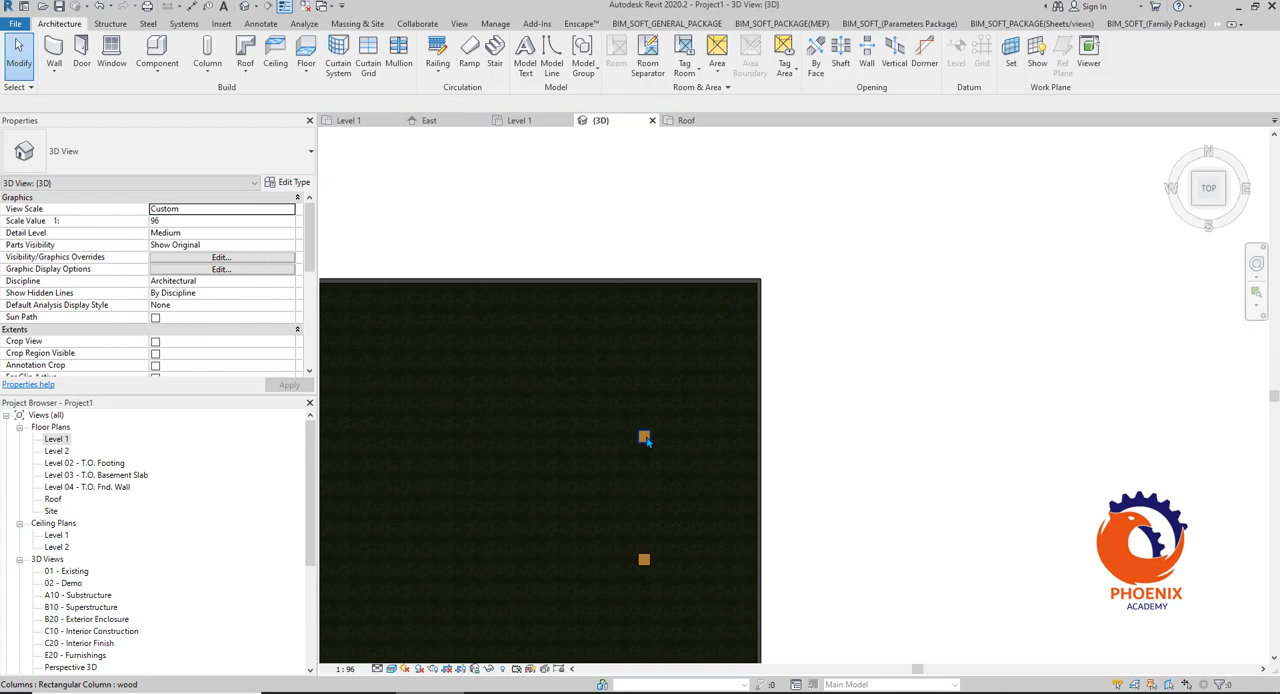 Autodesk Revit 2020.2 - Project1 - 3D View: {3D}
Sign In
File Architecture Structure Steel Systems Insert Annotate Analyze Massing & Site Collaborate View Manage Add-Ins Enscape™ BIM_SOFT_GENERAL_PACKAGE BIM_SOFT_PACKAGE(MEP) BIM_SOFT_(Parameters Package) BIM_SOFT_PACKAGE(Sheets/views) BIM_SOFT_(Family Package)
Modify Wall Door Window Component Column Roof Ceiling Floor Curtain System Curtain Grid Mullion Railing Ramp Stair Model Text Model Line Model Group Room Room Separator Tag Room Area Area Boundary Tag Area By Face Shaft Wall Vertical Dormer Level Grid Set Show Ref Plane Viewer
Select Build Circulation Model Room & Area Opening Datum Work Plane
Properties
Level 1 East Level 1 {3D} Roof
3D View
3D View: {3D} Edit Type
Graphics
View Scale Custom
Scale Value 1: 96
Detail Level Medium
Parts Visibility Show Original
Visibility/Graphics Overrides Edit...
Graphic Display Options Edit...
Discipline Architectural
Show Hidden Lines By Discipline
Default Analysis Display Style None
Sun Path
Extents
Crop View
Crop Region Visible
Annotation Crop
Properties help Apply
Project Browser - Project1
Views (all)
Floor Plans
Level 1
Level 2
Level 02 - T.O. Footing
Level 03 - T.O. Basement Slab
Level 04 - T.O. Fnd. Wall
Roof
Site
Ceiling Plans
Level 1
Level 2
3D Views
01 - Existing
02 - Demo
A10 - Substructure
B10 - Superstructure
B20 - Exterior Enclosure
C10 - Interior Construction
C20 - Interior Finish
E20 - Furnishings
Perspective 3D
N
W TOP E
S
PHOENIX
ACADEMY
1 : 96
Columns : Rectangular Column : wood :0 Main Model :0